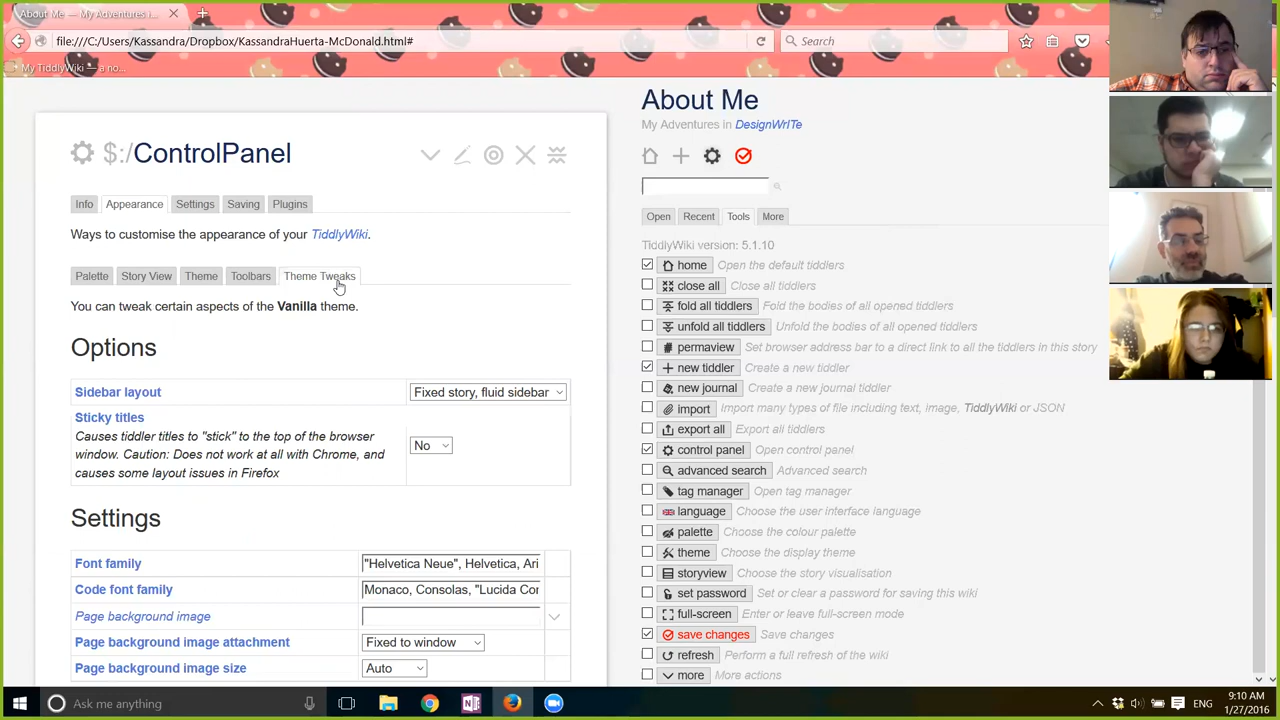 About Me — My Adventures i...
file:///C:/Users/Kassandra/Dropbox/KassandraHuerta-McDonald.html#
Search
My TiddlyWiki — a no...
$:/ControlPanel
Info
Appearance
Settings
Saving
Plugins
Ways to customise the appearance of your TiddlyWiki.
Palette
Story View
Theme
Toolbars
Theme Tweaks
You can tweak certain aspects of the Vanilla theme.
Options
Sidebar layout
Fixed story, fluid sidebar
Sticky titles
Causes tiddler titles to "stick" to the top of the browser
window. Caution: Does not work at all with Chrome, and
causes some layout issues in Firefox
No
Settings
Font family
"Helvetica Neue", Helvetica, Ari
Code font family
Monaco, Consolas, "Lucida Cor
Page background image
Page background image attachment
Fixed to window
Page background image size
Auto
About Me
My Adventures in DesignWrITe
Open
Recent
Tools
More
TiddlyWiki version: 5.1.10
home Open the default tiddlers
close all Close all tiddlers
fold all tiddlers Fold the bodies of all opened tiddlers
unfold all tiddlers Unfold the bodies of all opened tiddlers
permaview Set browser address bar to a direct link to all the tiddlers in this story
new tiddler Create a new tiddler
new journal Create a new journal tiddler
import Import many types of file including text, image, TiddlyWiki or JSON
export all Export all tiddlers
control panel Open control panel
advanced search Advanced search
tag manager Open tag manager
language Choose the user interface language
palette Choose the colour palette
theme Choose the display theme
storyview Choose the story visualisation
set password Set or clear a password for saving this wiki
full-screen Enter or leave full-screen mode
save changes Save changes
refresh Perform a full refresh of the wiki
more More actions
Ask me anything
ENG
9:10 AM
1/27/2016